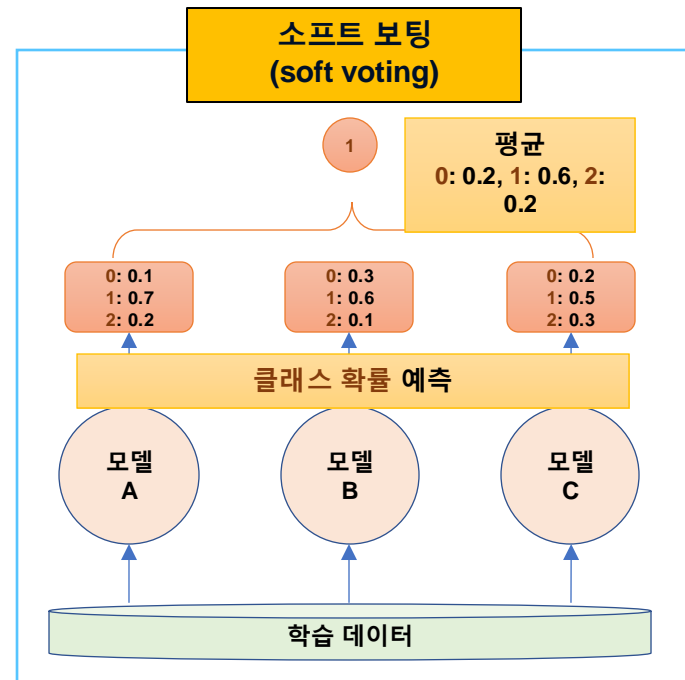 소프트 보팅
(soft voting)
1
평균
0: 0.2, 1: 0.6, 2:
0.2
0: 0.1
1: 0.7
2: 0.2
0: 0.3
1: 0.6
2: 0.1
0: 0.2
1: 0.5
2: 0.3
클래스 확률 예측
모델
A
모델
B
모델
C
학습 데이터